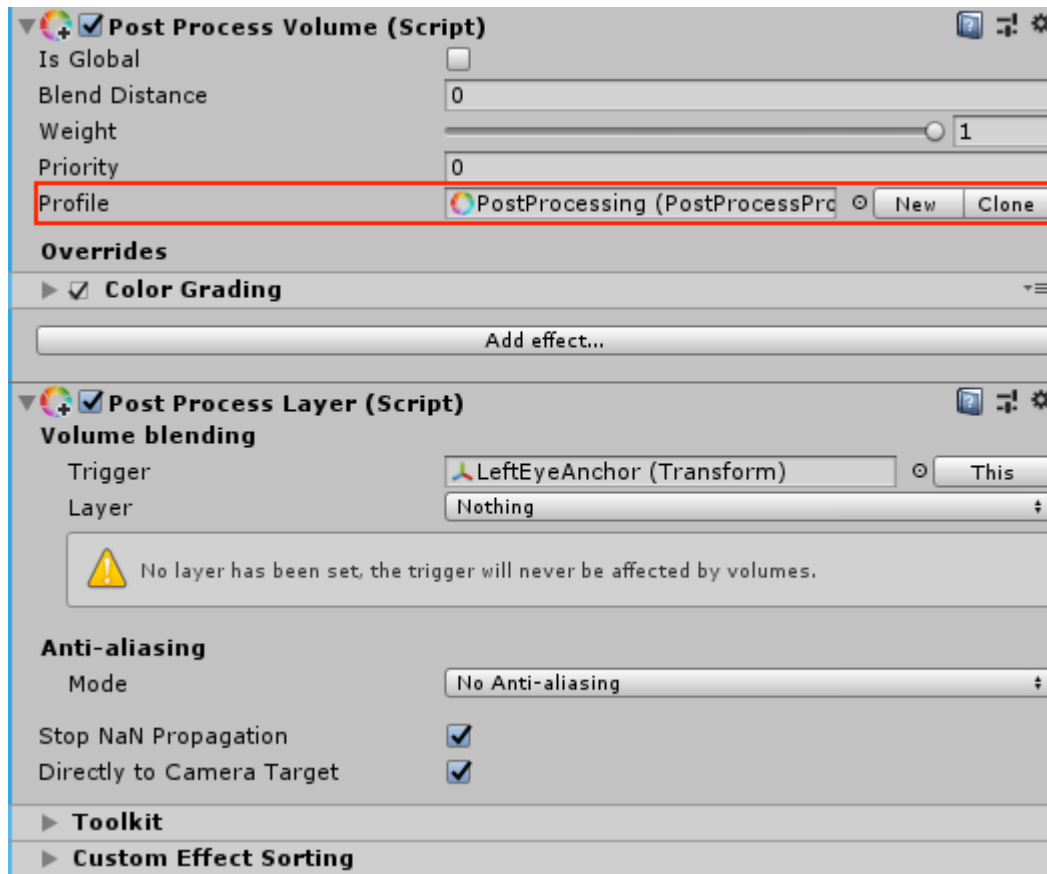 Post Process Volume (Script)
Is Global
Blend Distance 0
Weight 1
Priority 0
Profile PostProcessing (PostProcessPro New Clone
Overrides
Color Grading
Add effect...
Post Process Layer (Script)
Volume blending
Trigger LeftEyeAnchor (Transform) This
Layer Nothing
No layer has been set, the trigger will never be affected by volumes.
Anti-aliasing
Mode No Anti-aliasing
Stop NaN Propagation
Directly to Camera Target
Toolkit
Custom Effect Sorting